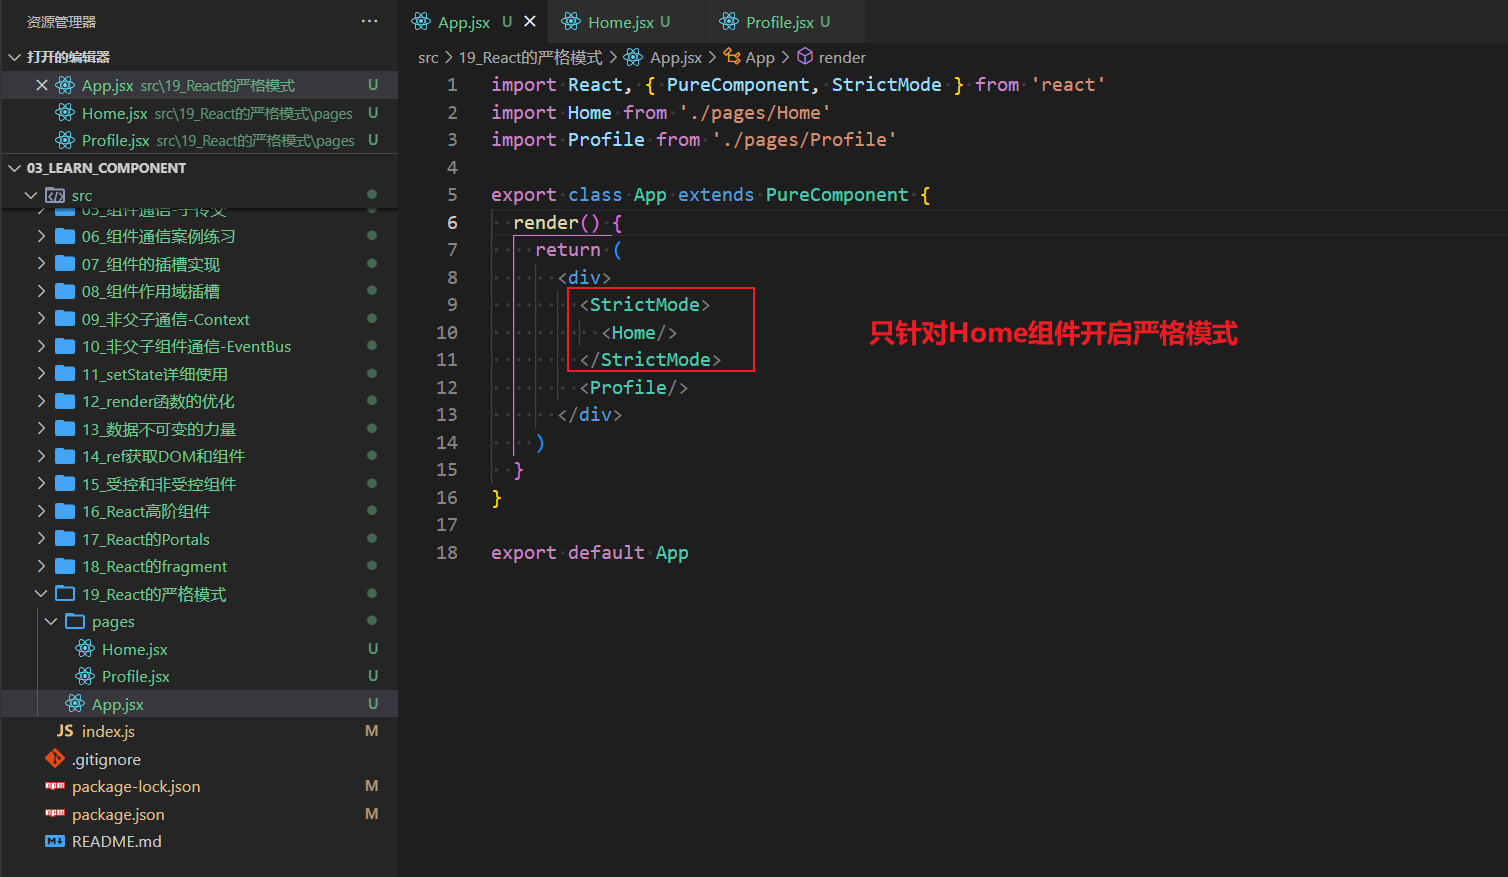 资源管理器
···
打开的编辑器
App.jsx src\19_React的严格模式 U
Home.jsx src\19_React的严格模式\pages U
Profile.jsx src\19_React的严格模式\pages U
03_LEARN_COMPONENT
src
05_组件通信-子传父
06_组件通信案例练习
07_组件的插槽实现
08_组件作用域插槽
09_非父子通信-Context
10_非父子组件通信-EventBus
11_setState详细使用
12_render函数的优化
13_数据不可变的力量
14_ref获取DOM和组件
15_受控和非受控组件
16_React高阶组件
17_React的Portals
18_React的fragment
19_React的严格模式
pages
Home.jsx U
Profile.jsx U
App.jsx U
JS index.js M
.gitignore
npm package-lock.json M
npm package.json M
README.md
App.jsx U
Home.jsx U
Profile.jsx U
src > 19_React的严格模式 > App.jsx > App > render
1 import React, { PureComponent, StrictMode } from 'react'
2 import Home from './pages/Home'
3 import Profile from './pages/Profile'
4
5 export class App extends PureComponent {
6 render() {
7 return (
8 <div>
9 <StrictMode>
10 <Home/>
11 </StrictMode>
12 <Profile/>
13 </div>
14 )
15 }
16 }
17
18 export default App
只针对Home组件开启严格模式